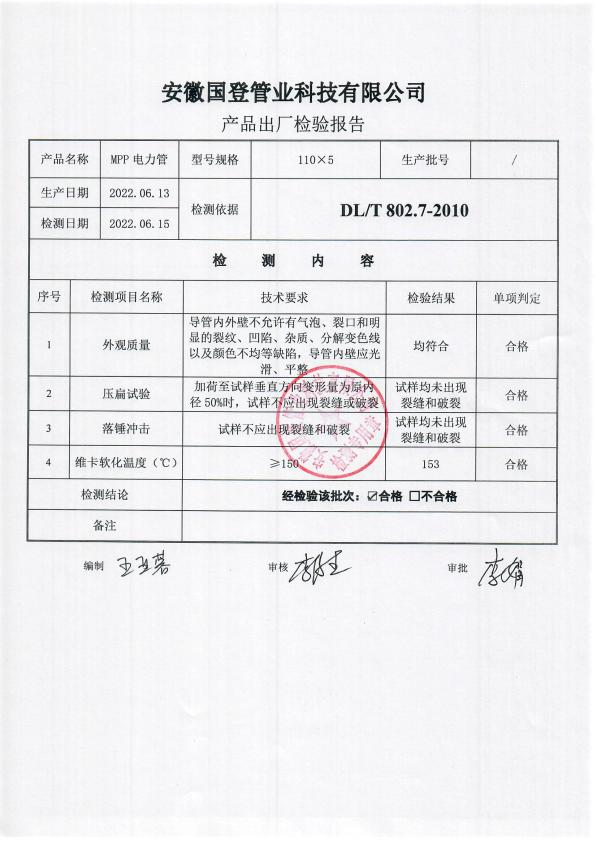 安徽国登管业科技有限公司
产品出厂检验报告
产品名称 MPP 电力管 型号规格 110×5 生产批号 /
生产日期 2022.06.13 检测依据 DL/T 802.7-2010
检测日期 2022.06.15
检 测 内 容
序号 检测项目名称 技术要求 检验结果 单项判定
1 外观质量 导管内外壁不允许有气泡、裂口和明
显的裂纹、凹陷、杂质、分解变色线
以及颜色不均等缺陷，导管内壁应光
滑、平整
均符合 合格
2 压扁试验 加荷至试样垂直方向变形量为原内
径 50%时，试样不应出现裂缝或破裂
试样均未出现
裂缝和破裂
合格
3 落锤冲击 试样不应出现裂缝和破裂 试样均未出现
裂缝和破裂
合格
4 维卡软化温度（℃） ≥150 153 合格
检测结论 经检验该批次：☑合格 □不合格
备注
编制 审核 审批